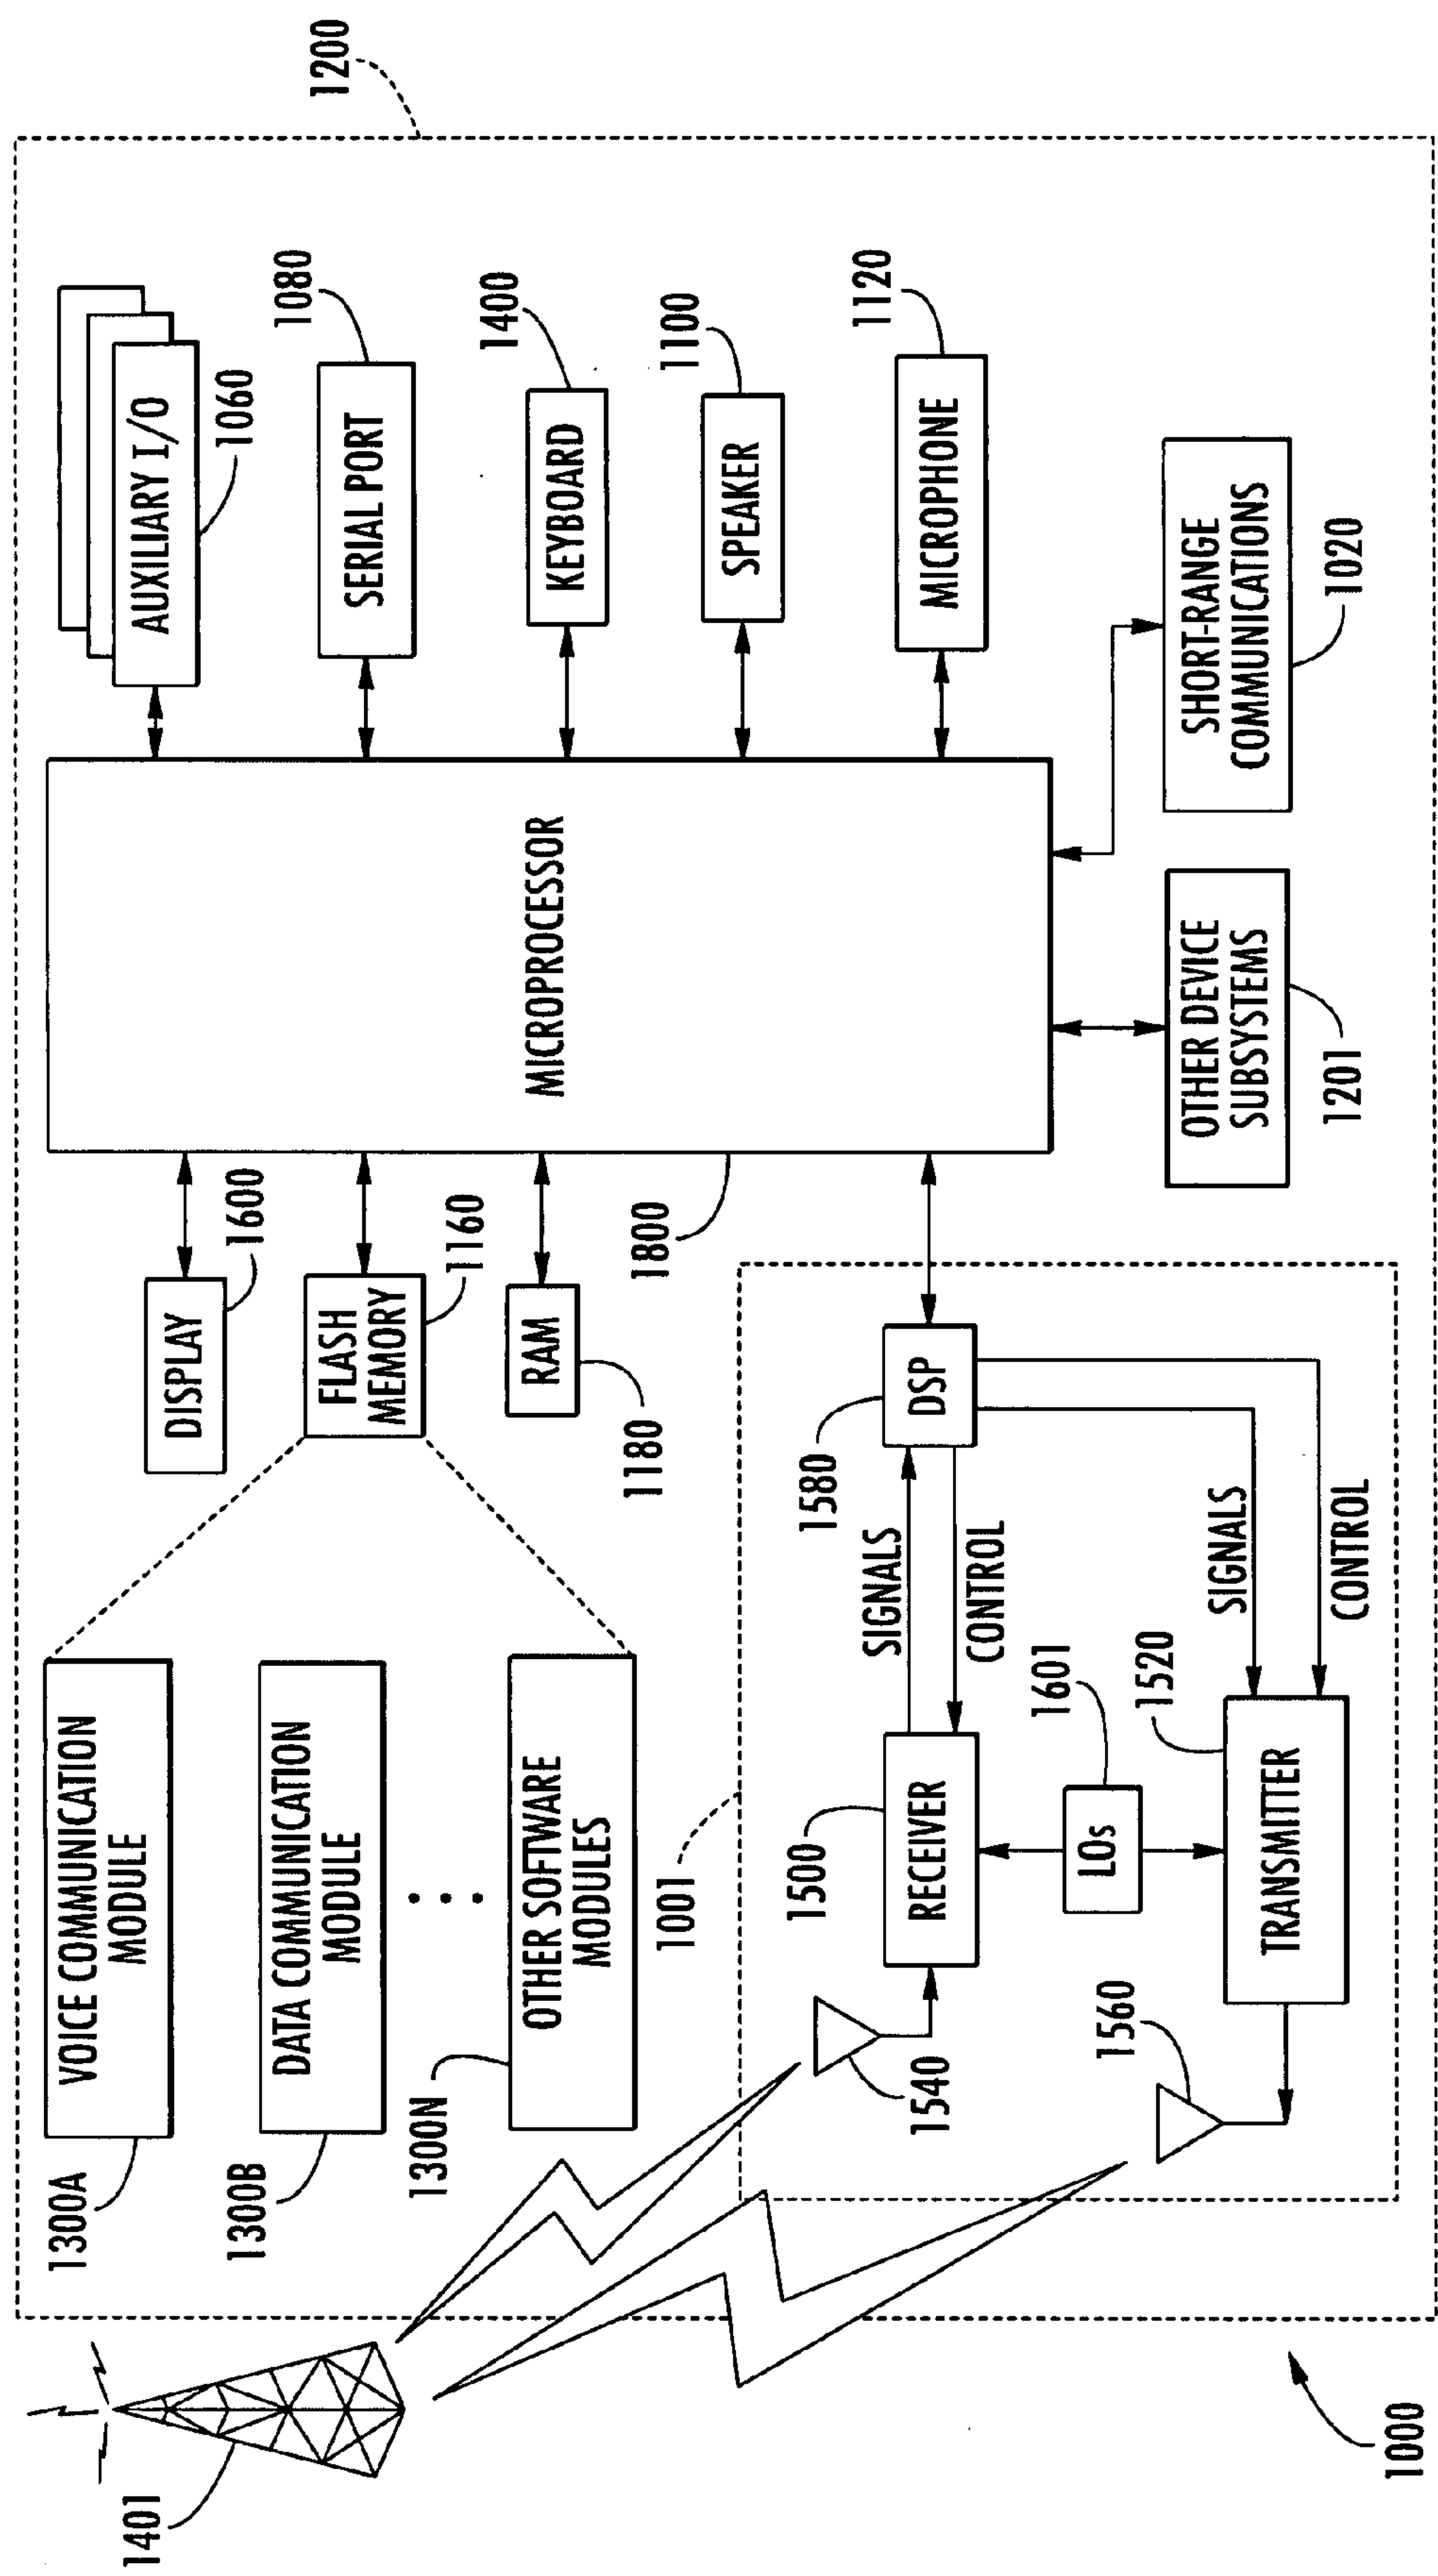 1200
AUXILIARY I/O
1060
SERIAL PORT
1080
KEYBOARD
1400
SPEAKER
1100
MICROPHONE
1120
SHORT-RANGE
COMMUNICATIONS
1020
MICROPROCESSOR
1800
OTHER DEVICE
SUBSYSTEMS
1201
DISPLAY
1600
FLASH
MEMORY
1160
RAM
1180
VOICE COMMUNICATION
MODULE
1300A
DATA COMMUNICATION
MODULE
1300B
OTHER SOFTWARE
MODULES
1300N
1001
DSP
1580
SIGNALS
CONTROL
SIGNALS
CONTROL
RECEIVER
1500
LOs
1601
TRANSMITTER
1520
1540
1560
1401
1000